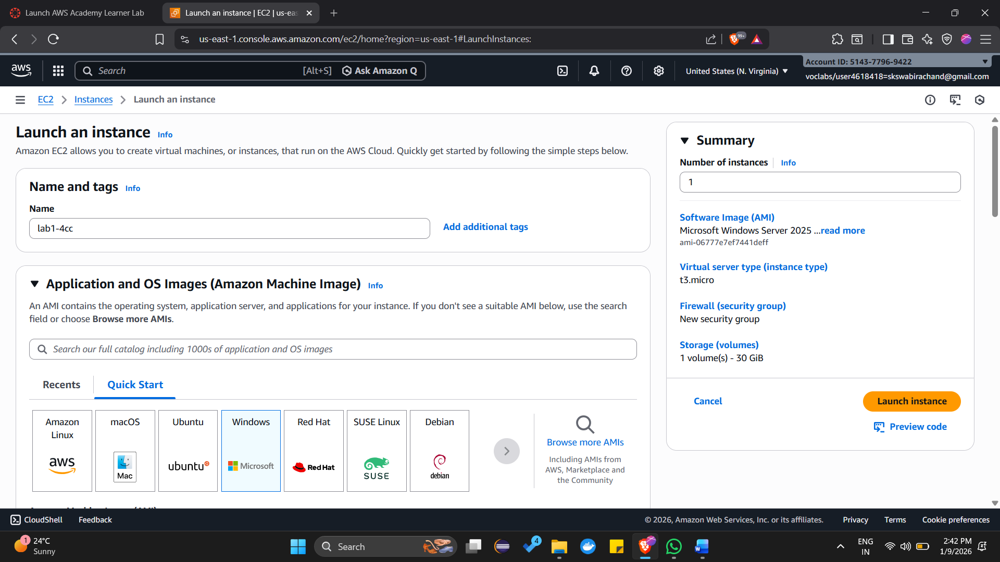 Launch AWS Academy Learner Lab
Launch an instance | EC2 | us-eas
us-east-1.console.aws.amazon.com/ec2/home?region=us-east-1#LaunchInstances:
99+
aws
Search
[Alt+S]
Ask Amazon Q
United States (N. Virginia)
Account ID: 5143-7796-9422
voclabs/user4618418=skswabirachand@gmail.com
EC2
Instances
Launch an instance
Launch an instance
Info
Amazon EC2 allows you to create virtual machines, or instances, that run on the AWS Cloud. Quickly get started by following the simple steps below.
Name and tags
Info
Name
lab1-4cc
Add additional tags
Application and OS Images (Amazon Machine Image)
Info
An AMI contains the operating system, application server, and applications for your instance. If you don't see a suitable AMI below, use the search
field or choose Browse more AMIs.
Search our full catalog including 1000s of application and OS images
Recents
Quick Start
Amazon
Linux
aws
macOS
Mac
Ubuntu
ubuntu
Windows
Microsoft
Red Hat
Red Hat
SUSE Linux
SUSE
Debian
debian
Browse more AMIs
Including AMIs from
AWS, Marketplace and
the Community
Summary
Number of instances
Info
1
Software Image (AMI)
Microsoft Windows Server 2025 ...read more
ami-06777e7ef7441deff
Virtual server type (instance type)
t3.micro
Firewall (security group)
New security group
Storage (volumes)
1 volume(s) - 30 GiB
Cancel
Launch instance
Preview code
CloudShell
Feedback
© 2026, Amazon Web Services, Inc. or its affiliates.
Privacy
Terms
Cookie preferences
1
24°C
Sunny
Search
4
W
ENG
IN
2:42 PM
1/9/2026